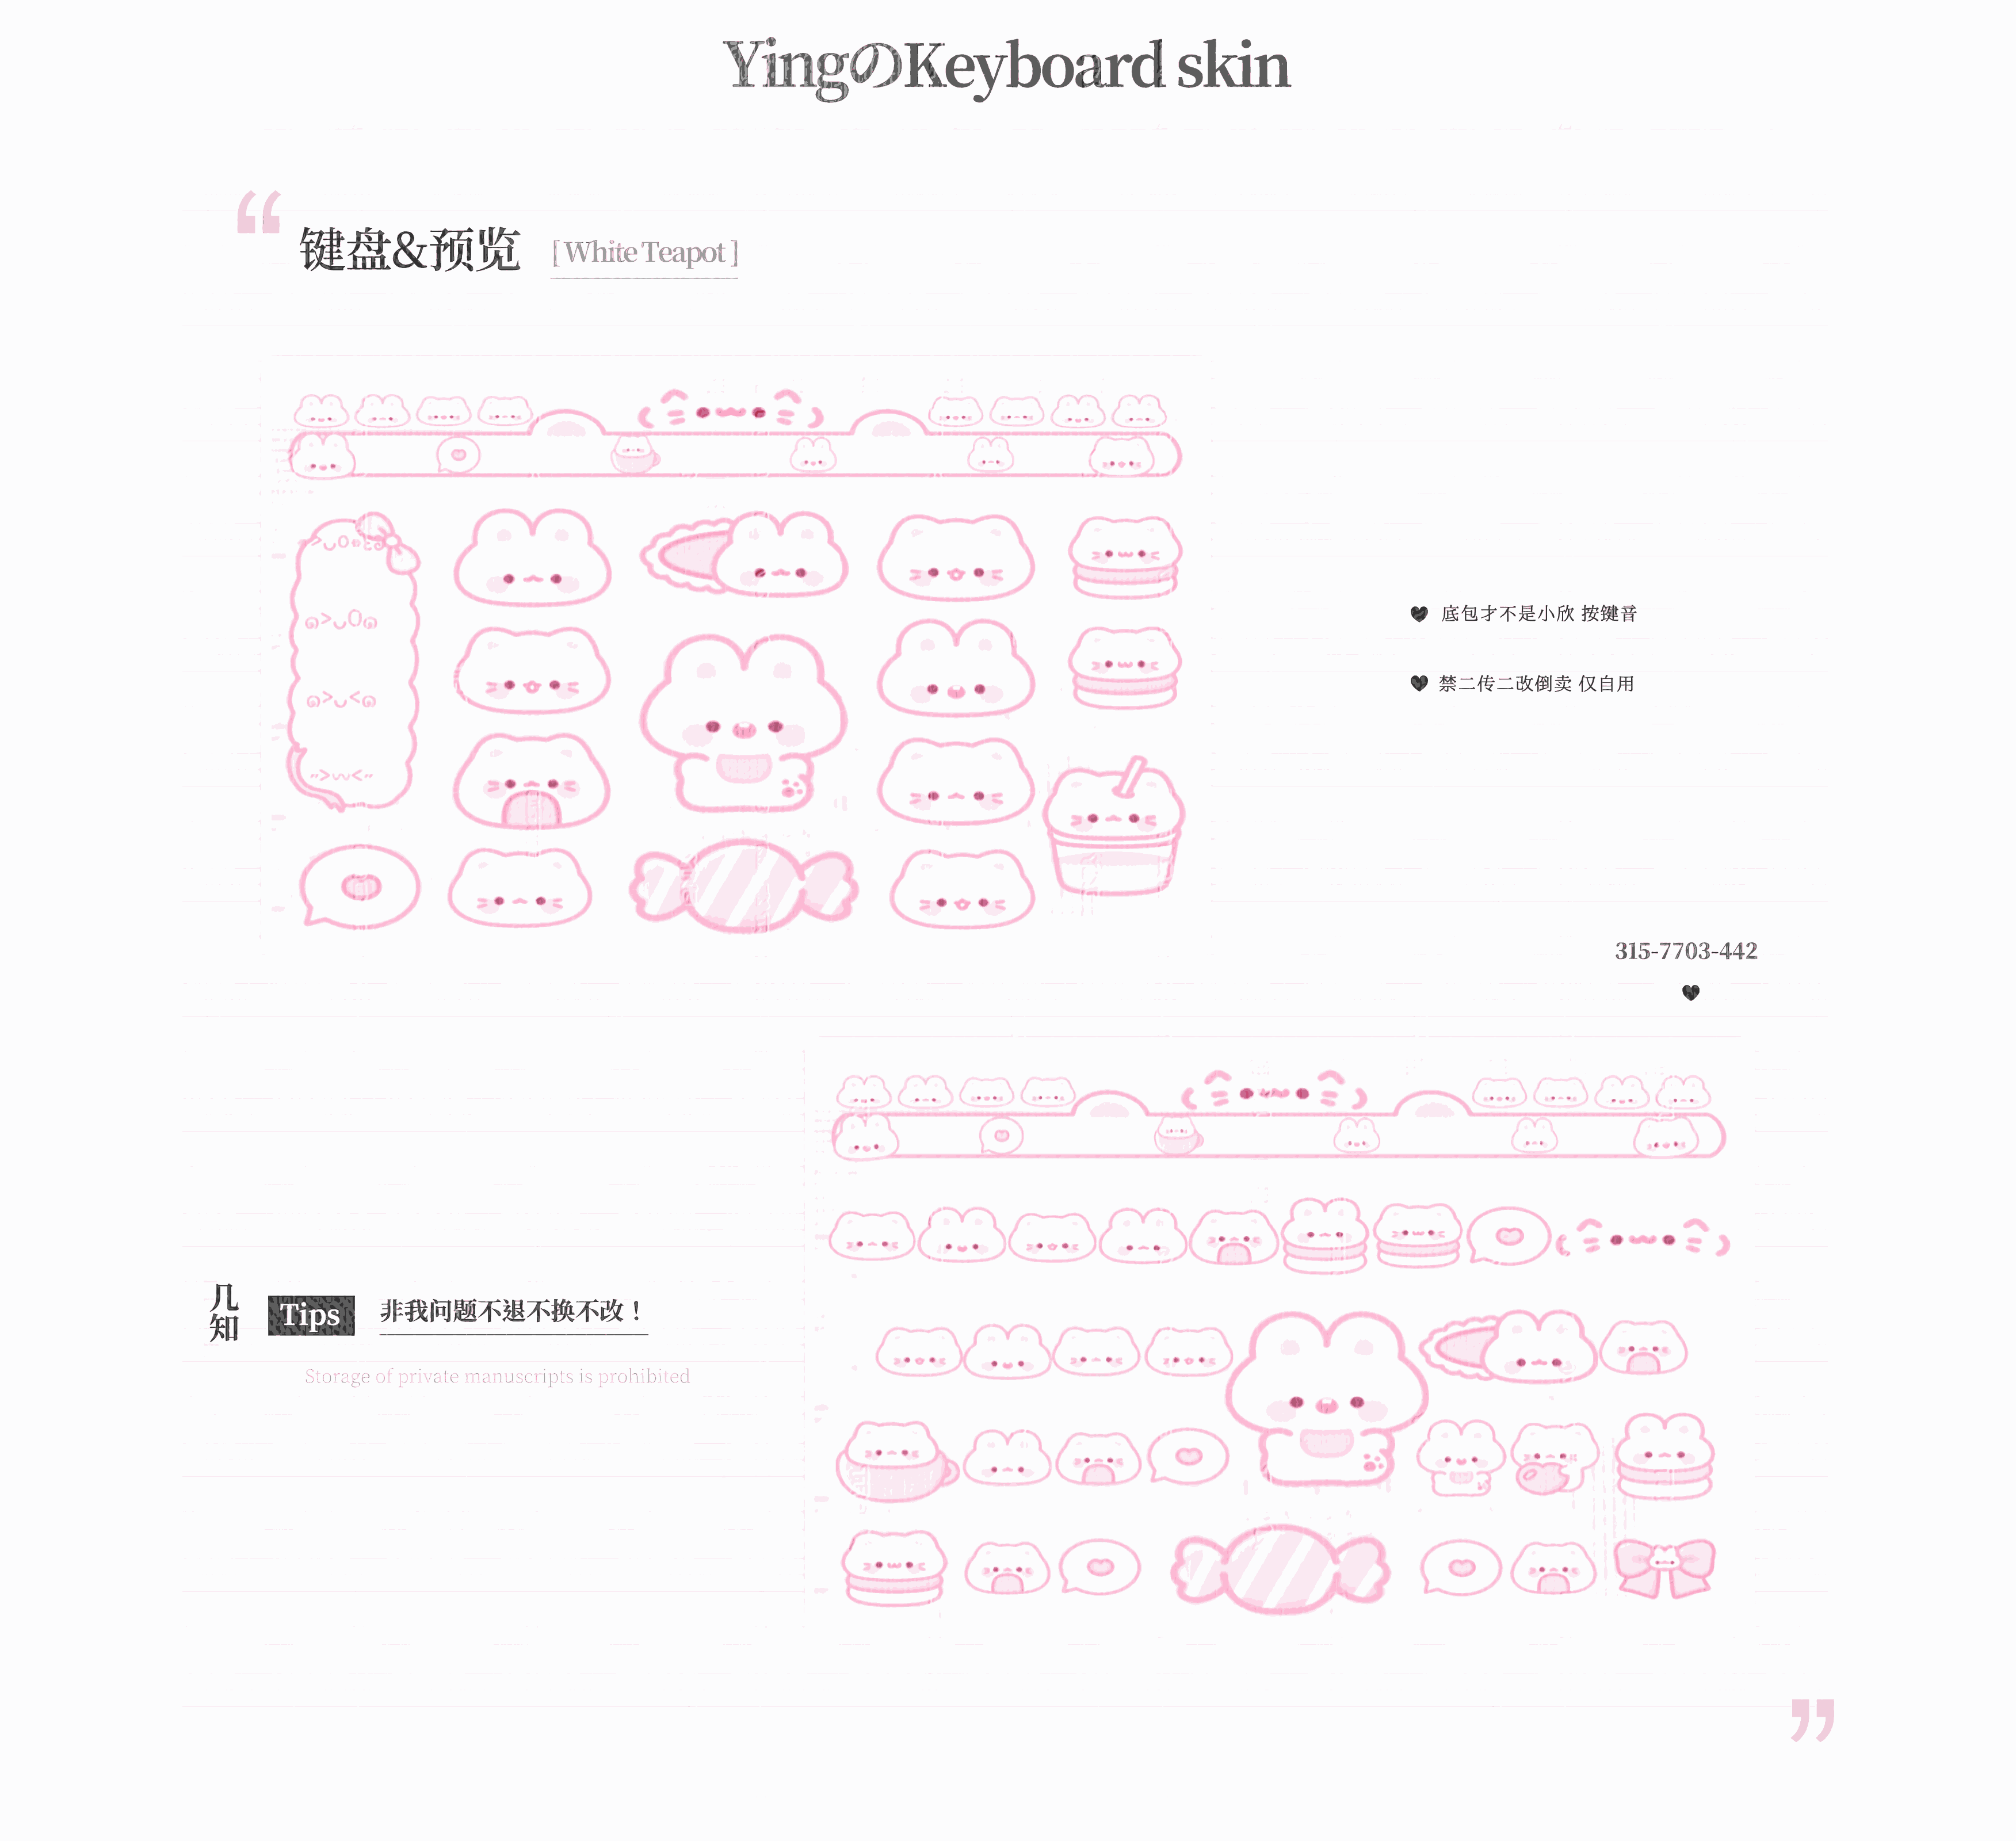 YingのKeyboard skin
键盘&预览 [ White Teapot ]
底包才不是小欣 按键音
禁二传二改倒卖 仅自用
315-7703-442
几知
Tips 非我问题不退不换不改！
Storage of private manuscripts is prohibited